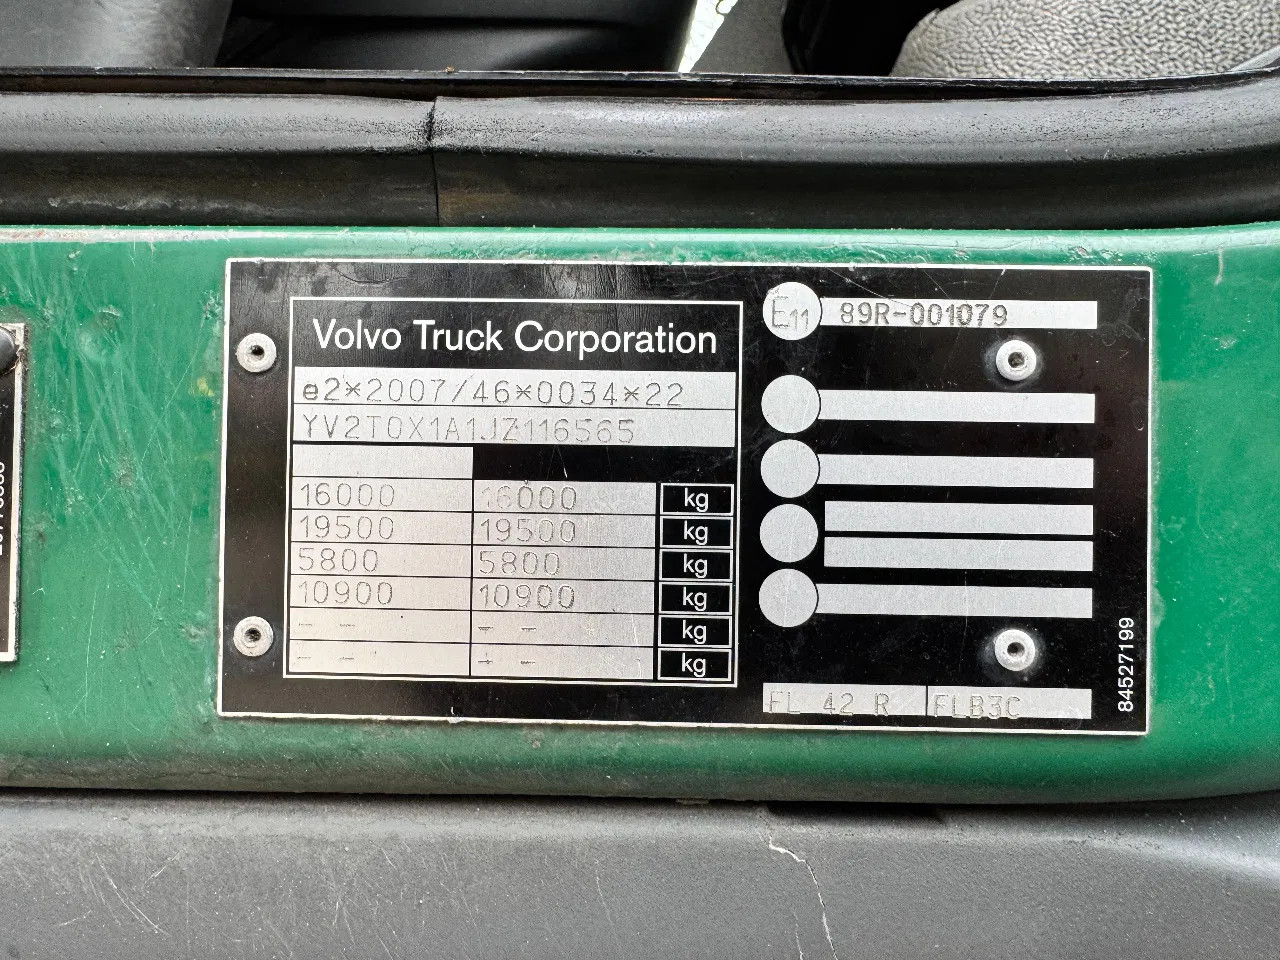 Volvo Truck Corporation
e2*2007/46*0034*22
YV2T0X1A1JZ116565
16000 16000 kg
19500 19500 kg
5800 5800 kg
10900 10900 kg
- - - - kg
- - - - kg
E11 89R-001079
FL 42 R FLB3C
84527199